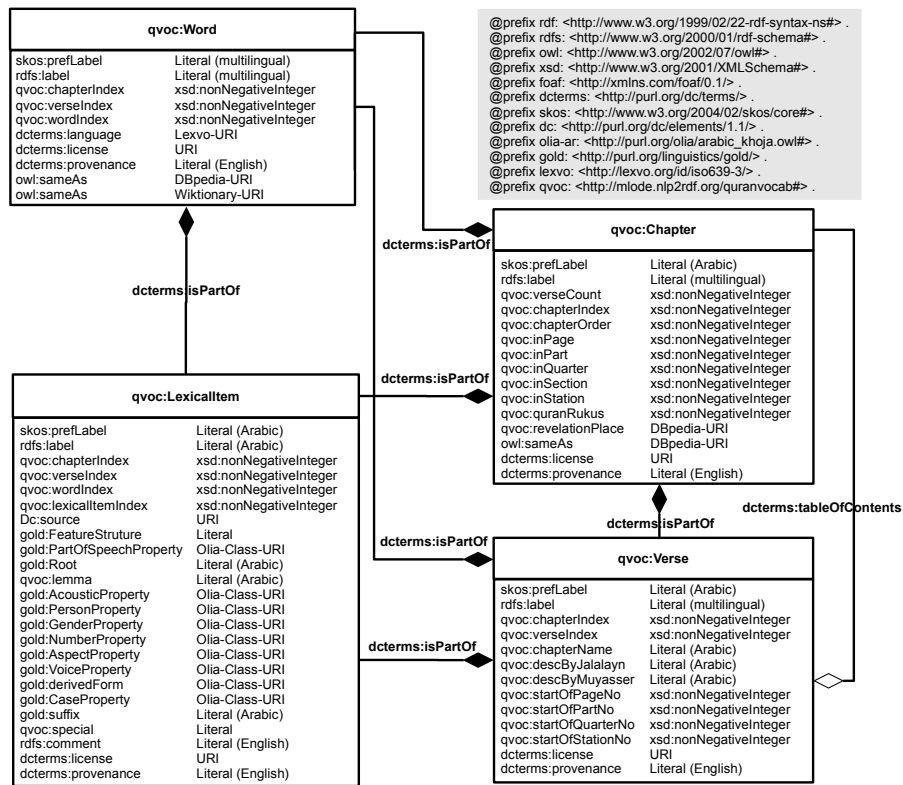 qvoc:Word
skos:prefLabel Literal (multilingual)
rdfs:label Literal (multilingual)
qvoc:chapterIndex xsd:nonNegativeInteger
qvoc:verseIndex xsd:nonNegativeInteger
qvoc:wordIndex xsd:nonNegativeInteger
dcterms:language Lexvo-URI
dcterms:license URI
dcterms:provenance Literal (English)
owl:sameAs DBpedia-URI
owl:sameAs Wiktionary-URI
@prefix rdf: <http://www.w3.org/1999/02/22-rdf-syntax-ns#> .
@prefix rdfs: <http://www.w3.org/2000/01/rdf-schema#> .
@prefix owl: <http://www.w3.org/2002/07/owl#> .
@prefix xsd: <http://www.w3.org/2001/XMLSchema#> .
@prefix foaf: <http://xmlns.com/foaf/0.1/> .
@prefix dcterms: <http://purl.org/dc/terms/> .
@prefix skos: <http://www.w3.org/2004/02/skos/core#> .
@prefix dc: <http://purl.org/dc/elements/1.1/> .
@prefix olia-ar: <http://purl.org/olia/arabic_khoja.owl#> .
@prefix gold: <http://purl.org/linguistics/gold/> .
@prefix lexvo: <http://lexvo.org/id/iso639-3/> .
@prefix qvoc: <http://mlode.nlp2rdf.org/quranvocab#> .
dcterms:isPartOf
dcterms:isPartOf
qvoc:Chapter
skos:prefLabel Literal (Arabic)
rdfs:label Literal (multilingual)
qvoc:verseCount xsd:nonNegativeInteger
qvoc:chapterIndex xsd:nonNegativeInteger
qvoc:chapterOrder xsd:nonNegativeInteger
qvoc:inPage xsd:nonNegativeInteger
qvoc:inPart xsd:nonNegativeInteger
qvoc:inQuarter xsd:nonNegativeInteger
qvoc:inSection xsd:nonNegativeInteger
qvoc:inStation xsd:nonNegativeInteger
qvoc:quranRukus xsd:nonNegativeInteger
qvoc:revelationPlace DBpedia-URI
owl:sameAs DBpedia-URI
dcterms:license URI
dcterms:provenance Literal (English)
dcterms:isPartOf
qvoc:LexicalItem
skos:prefLabel Literal (Arabic)
rdfs:label Literal (Arabic)
qvoc:chapterIndex xsd:nonNegativeInteger
qvoc:verseIndex xsd:nonNegativeInteger
qvoc:wordIndex xsd:nonNegativeInteger
qvoc:lexicalItemIndex xsd:nonNegativeInteger
Dc:source URI
gold:FeatureStruture Literal
gold:PartOfSpeechProperty Olia-Class-URI
gold:Root Literal (Arabic)
qvoc:lemma Literal (Arabic)
gold:AcousticProperty Olia-Class-URI
gold:PersonProperty Olia-Class-URI
gold:GenderProperty Olia-Class-URI
gold:NumberProperty Olia-Class-URI
gold:AspectProperty Olia-Class-URI
gold:VoiceProperty Olia-Class-URI
gold:derivedForm Olia-Class-URI
gold:CaseProperty Olia-Class-URI
gold:suffix Literal (Arabic)
qvoc:special Literal
rdfs:comment Literal (English)
dcterms:license URI
dcterms:provenance Literal (English)
dcterms:tableOfContents
dcterms:isPartOf
dcterms:isPartOf
qvoc:Verse
skos:prefLabel Literal (Arabic)
rdfs:label Literal (multilingual)
qvoc:chapterIndex xsd:nonNegativeInteger
qvoc:verseIndex xsd:nonNegativeInteger
qvoc:chapterName Literal (Arabic)
qvoc:descByJalalayn Literal (Arabic)
qvoc:descByMuyasser Literal (Arabic)
qvoc:startOfPageNo xsd:nonNegativeInteger
qvoc:startOfPartNo xsd:nonNegativeInteger
qvoc:startOfQuarterNo xsd:nonNegativeInteger
qvoc:startOfStationNo xsd:nonNegativeInteger
dcterms:license URI
dcterms:provenance Literal (English)
dcterms:isPartOf